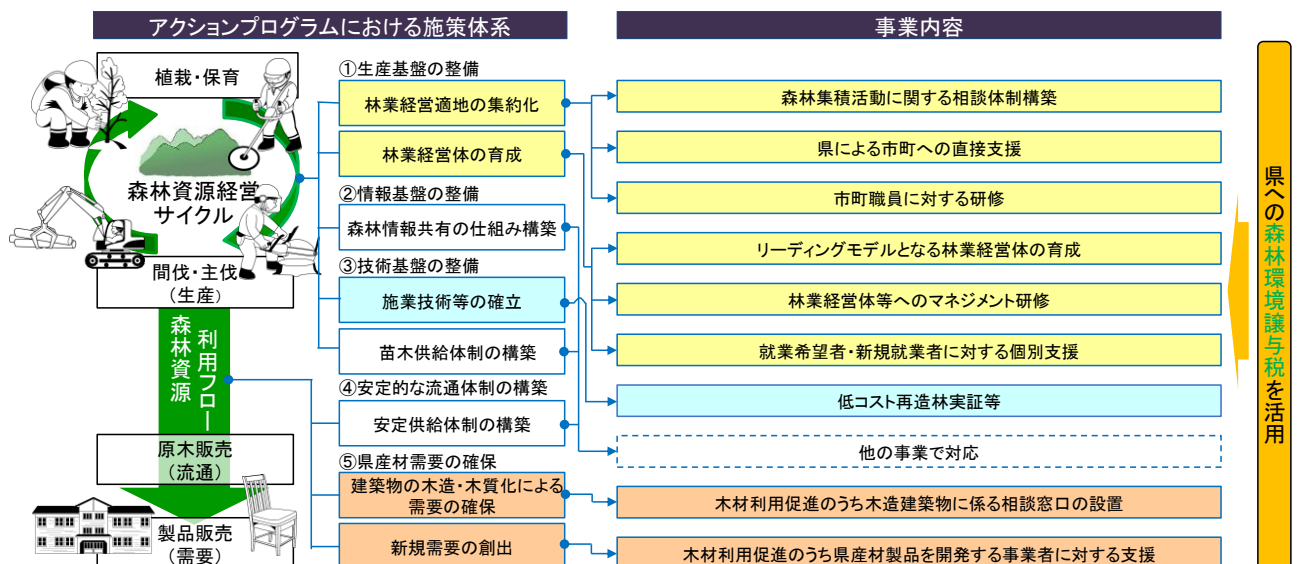 アクションプログラムにおける施策体系
事業内容
植栽・保育
森林資源経営
サイクル
間伐・主伐
(生産)
森林資源
利用フロー
原木販売
(流通)
製品販売
(需要)
①生産基盤の整備
林業経営適地の集約化
林業経営体の育成
②情報基盤の整備
森林情報共有の仕組み構築
③技術基盤の整備
施業技術等の確立
苗木供給体制の構築
④安定的な流通体制の構築
安定供給体制の構築
⑤県産材需要の確保
建築物の木造・木質化による
需要の確保
新規需要の創出
森林集積活動に関する相談体制構築
県による市町への直接支援
市町職員に対する研修
リーディングモデルとなる林業経営体の育成
林業経営体等へのマネジメント研修
就業希望者・新規就業者に対する個別支援
低コスト再造林実証等
他の事業で対応
木材利用促進のうち木造建築物に係る相談窓口の設置
木材利用促進のうち県産材製品を開発する事業者に対する支援
県への森林環境譲与税を活用